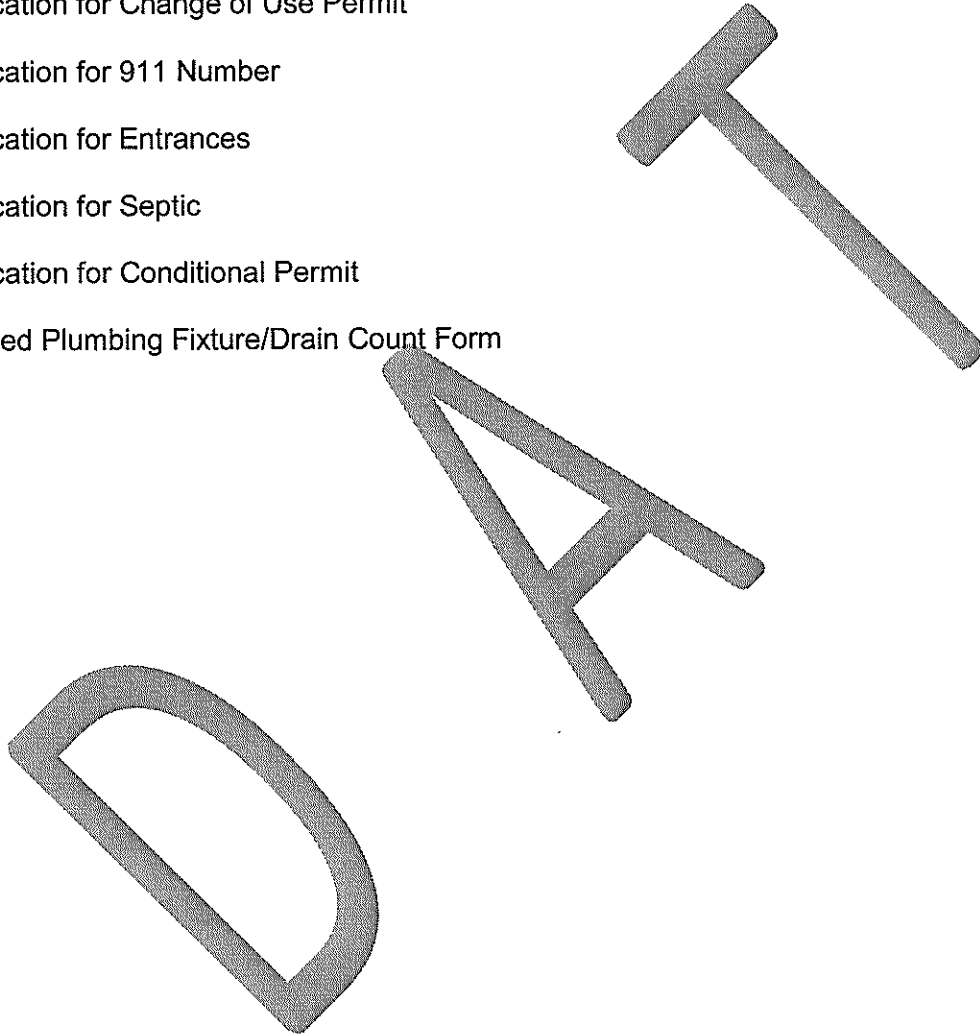 cation for Change of Use Permit
cation for 911 Number
cation for Entrances
cation for Septic
cation for Conditional Permit
ed Plumbing Fixture/Drain Count Form
D A T